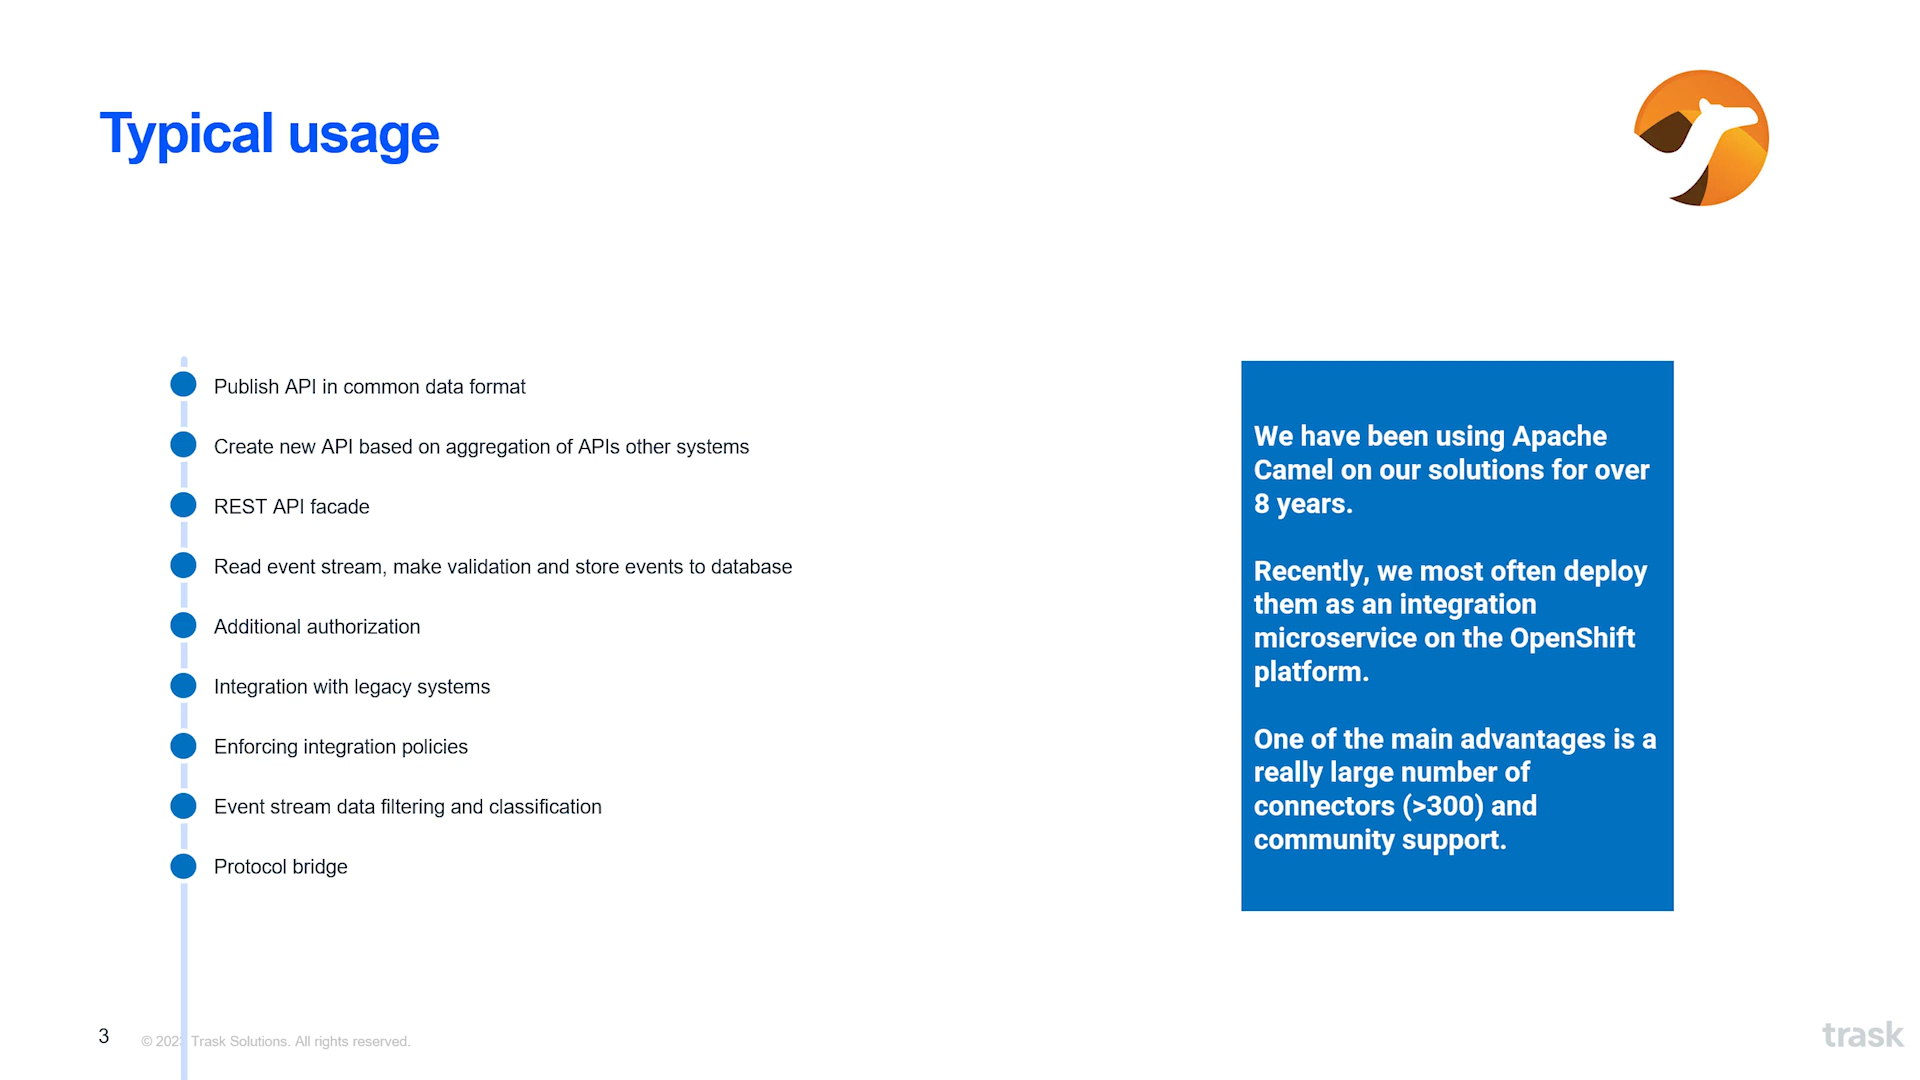 Typical usage
Publish API in common data format
Create new API based on aggregation of APIs other systems
REST API facade
Read event stream, make validation and store events to database
Additional authorization
Integration with legacy systems
Enforcing integration policies
Event stream data filtering and classification
Protocol bridge
We have been using Apache
Camel on our solutions for over
8 years.
Recently, we most often deploy
them as an integration
microservice on the OpenShift
platform.
One of the main advantages is a
really large number of
connectors (>300) and
community support.
3
© Trask Solutions. All rights reserved.
trask